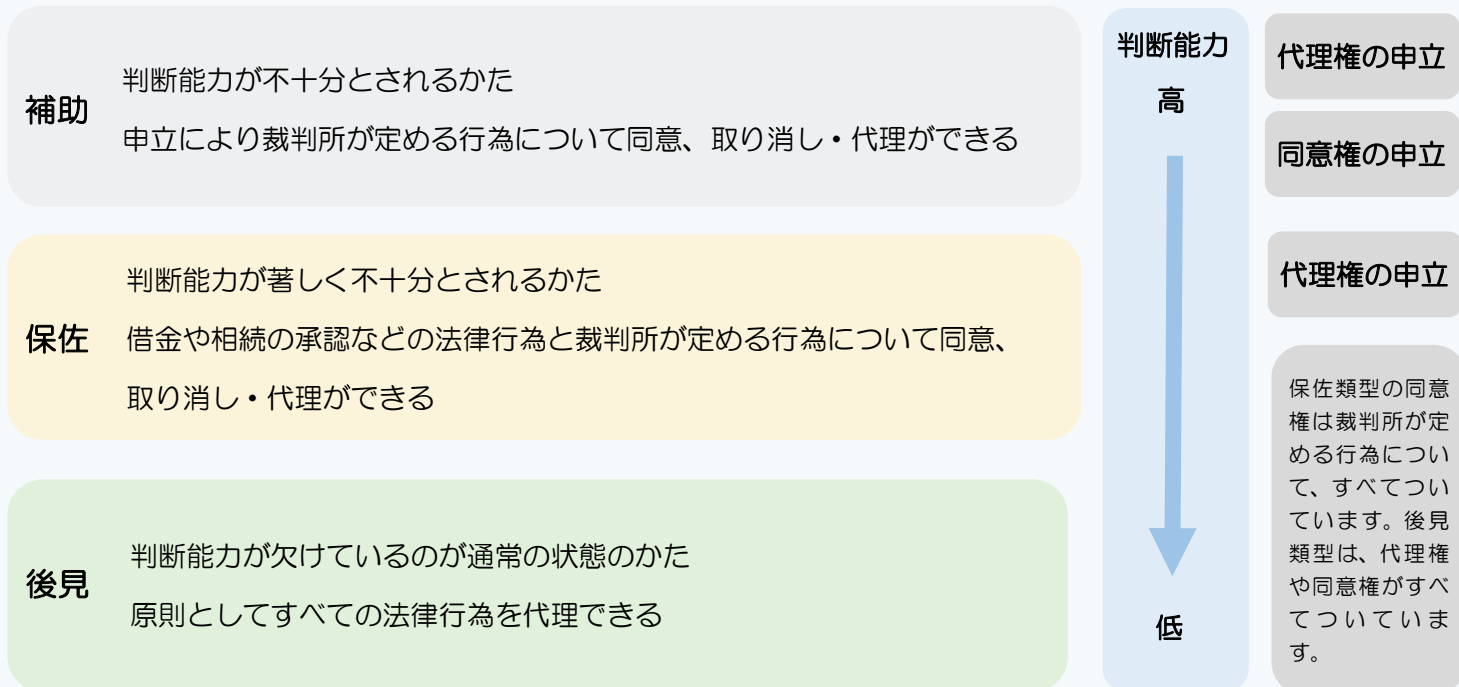 補助
判断能力が不十分とされるかた
申立により裁判所が定める行為について同意、取り消し・代理ができる
保佐
判断能力が著しく不十分とされるかた
借金や相続の承認などの法律行為と裁判所が定める行為について同意、
取り消し・代理ができる
後見
判断能力が欠けているのが通常の状態のかた
原則としてすべての法律行為を代理できる
判断能力
高
低
代理権の申立
同意権の申立
代理権の申立
保佐類型の同意
権は裁判所が定
める行為につい
て、すべてつい
ています。後見
類型は、代理権
や同意権がすべ
てついていま
す。